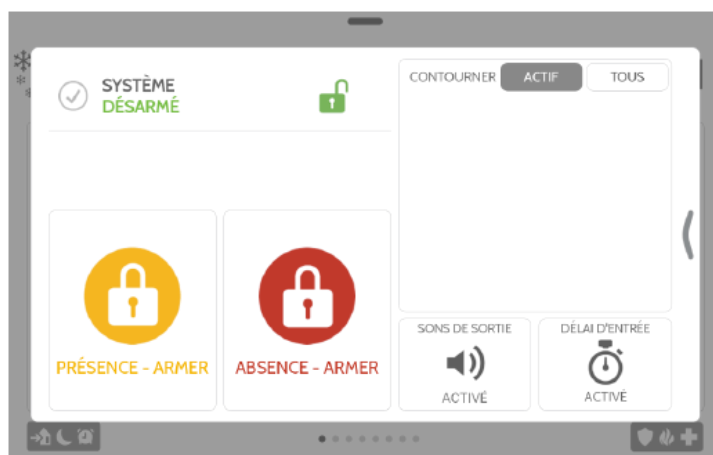 SYSTÈME
DÉSARMÉ
CONTOURNER ACTIF TOUS
PRÉSENCE - ARMER
ABSENCE - ARMER
SONS DE SORTIE
ACTIVÉ
DÉLAI D'ENTRÉE
ACTIVÉ